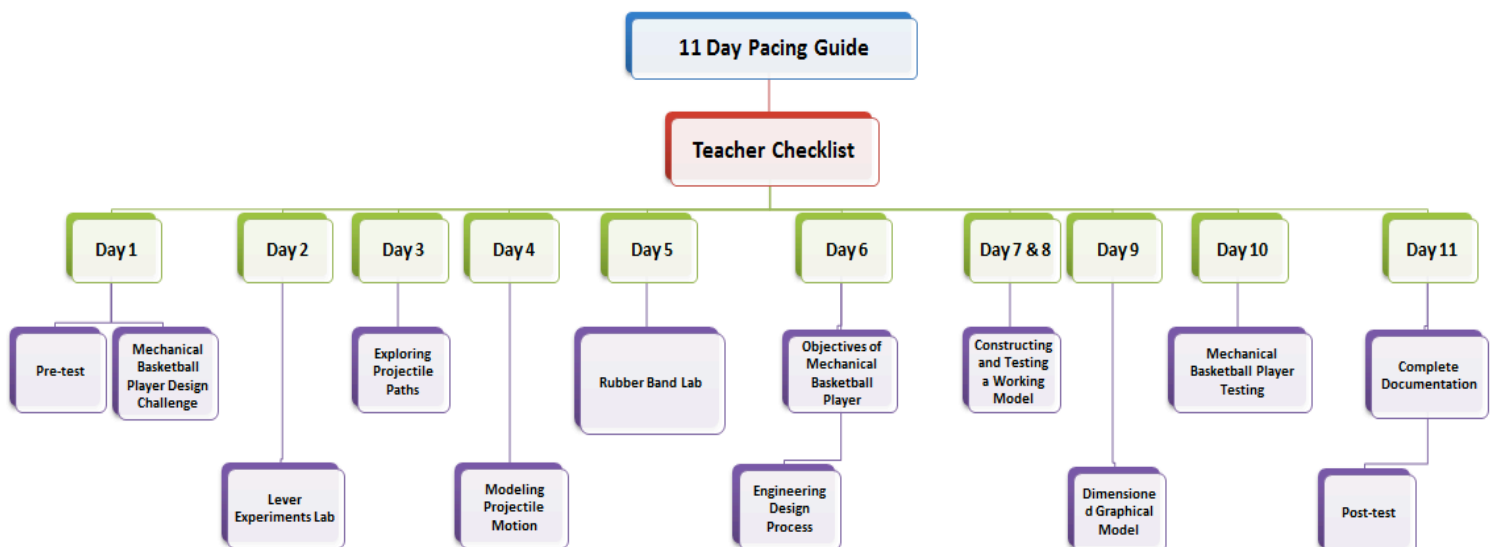 11 Day Pacing Guide
Teacher Checklist
Day 1
Day 2
Day 3
Day 4
Day 5
Day 6
Day 7 & 8
Day 9
Day 10
Day 11
Pre-test
Mechanical
Basketball
Player Design
Challenge
Lever
Experiments Lab
Exploring
Projectile
Paths
Modeling
Projectile
Motion
Rubber Band Lab
Objectives of
Mechanical
Basketball
Player
Engineering
Design
Process
Constructing
and Testing
a Working
Model
Dimensione
d Graphical
Model
Mechanical
Basketball Player
Testing
Complete
Documentation
Post-test